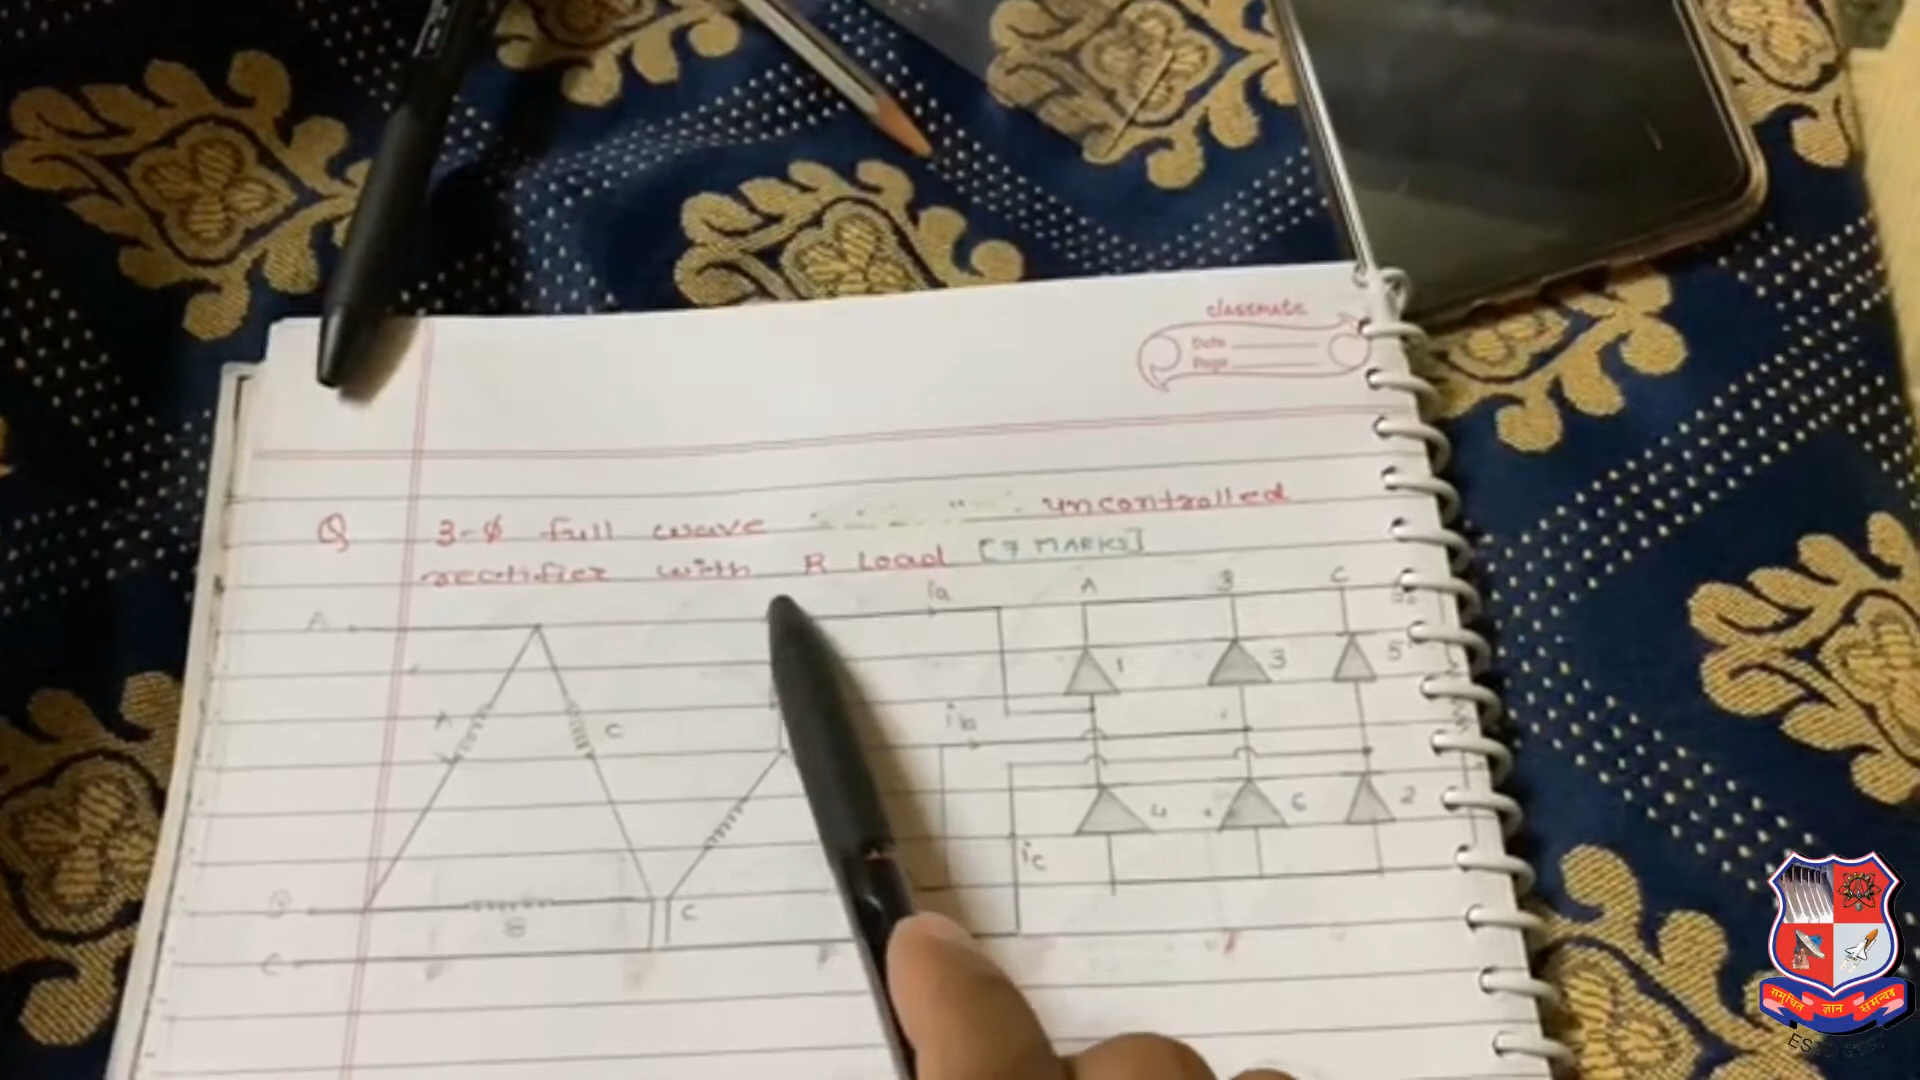 classmate
Date
Page
Q 3-φ full wave uncontrolled
rectifier with R Load [7 MARKS]
A
ia
A 3 C
1 3 5
A C
ib
4 6 2
ic
B
C
C
समुचित ज्ञान समन्वय